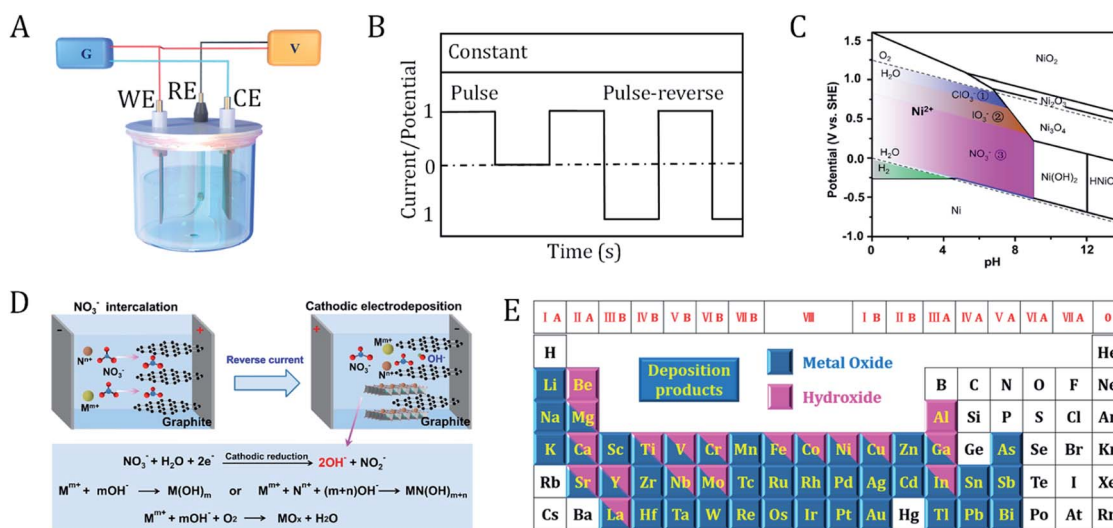 A
G
V
WE
RE
CE
B
Constant
Pulse
Pulse-reverse
Current/Potential
1
0
1
Time (s)
C
Potential (V vs. SHE)
1.5
1.0
0.5
0.0
-0.5
-1.0
0
4
8
12
pH
O₂
H₂O
NiO₂
ClO₃⁻ ①
Ni₂O₃
Ni²⁺
IO₃⁻ ②
Ni₃O₄
NO₃⁻ ③
H₂O
H₂
Ni(OH)₂
Ni
D
NO₃⁻ intercalation
Cathodic electrodeposition
Nⁿ⁺
NO₃⁻
Mᵐ⁺
Graphite
Reverse current
Mᵐ⁺
NO₃⁻
OH⁻
Nⁿ⁺
Graphite
NO₃⁻ + H₂O + 2e⁻ Cathodic reduction → 2OH⁻ + NO₂⁻
Mᵐ⁺ + mOH⁻ → M(OH)ₘ or Mᵐ⁺ + Nⁿ⁺ + (m+n)OH⁻ → MN(OH)ₘ₊ₙ
Mᵐ⁺ + mOH⁻ + O₂ → MOₓ + H₂O
E
I A II A III B IV B V B VI B VII B VIII I B II B III A IV A V A VI A VII A 0
H He
Deposition products
Metal Oxide
Hydroxide
Li Be B C N O F Ne
Na Mg Al Si P S Cl Ar
K Ca Sc Ti V Cr Mn Fe Co Ni Cu Zn Ga Ge As Se Br Kr
Rb Sr Y Zr Nb Mo Tc Ru Rh Pd Ag Cd In Sn Sb Te I Xe
Cs Ba La Hf Ta W Re Os Ir Pt Au Hg Tl Pb Bi Po At